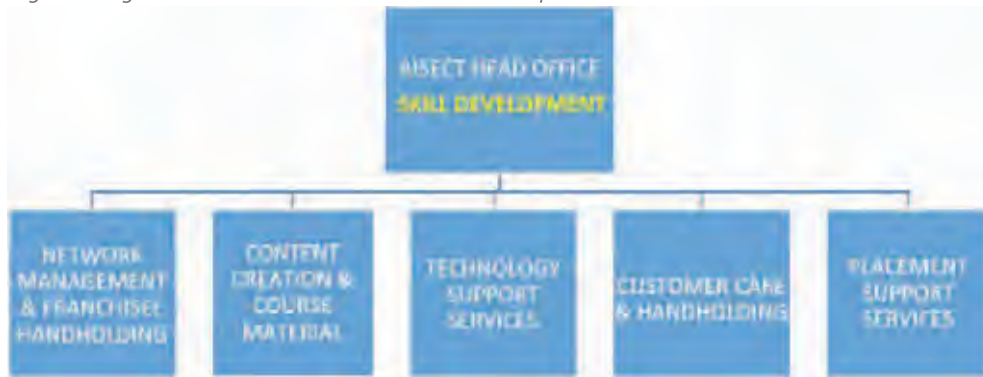 AISECT HEAD OFFICE
SKILL DEVELOPMENT
NETWORK
MANAGEMENT
& FRANCHISEE
HANDHOLDING
CONTENT
CREATION &
COURSE
MATERIAL
TECHNOLOGY
SUPPORT
SERVICES
CUSTOMER CARE
& HANDHOLDING
PLACEMENT
SUPPORT
SERVICES